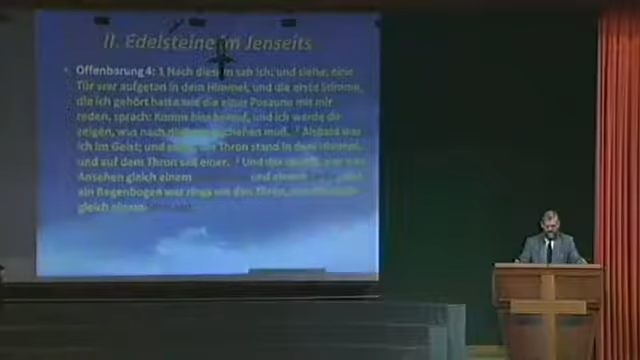 II. Edelsteine im Jenseits
Offenbarung 4: 1 Nach diesem sah ich: und siehe, eine
Tür war aufgetan in dem Himmel, und die erste Stimme,
die ich gehört hatte wie die einer Posaune mit mir
reden, sprach: Komm hier herauf, und ich werde dir
zeigen, was nach diesem geschehen muß. ² Alsbald war
ich im Geist; und siehe, ein Thron stand in dem Himmel,
und auf dem Thron saß einer. ³ Und der
Ansehen gleich einem und einem
ein Regenbogen war rings um den Thron,
gleich einem